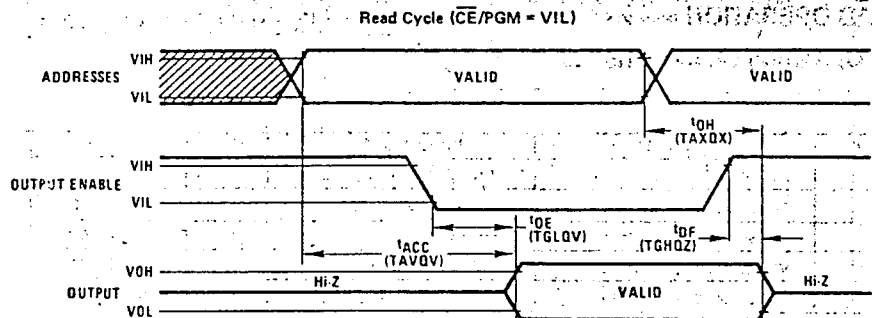 Read Cycle (CE/PGM = VIL)
VIH
ADDRESSES
VALID
VALID
VIL
tOH
(TAXQX)
VIH
OUTPUT ENABLE
VIL
tOE
(TGLQV)
tDF
(TGHQZ)
tACC
(TAVQV)
VOH
Hi-Z
Hi-Z
OUTPUT
VALID
VOL